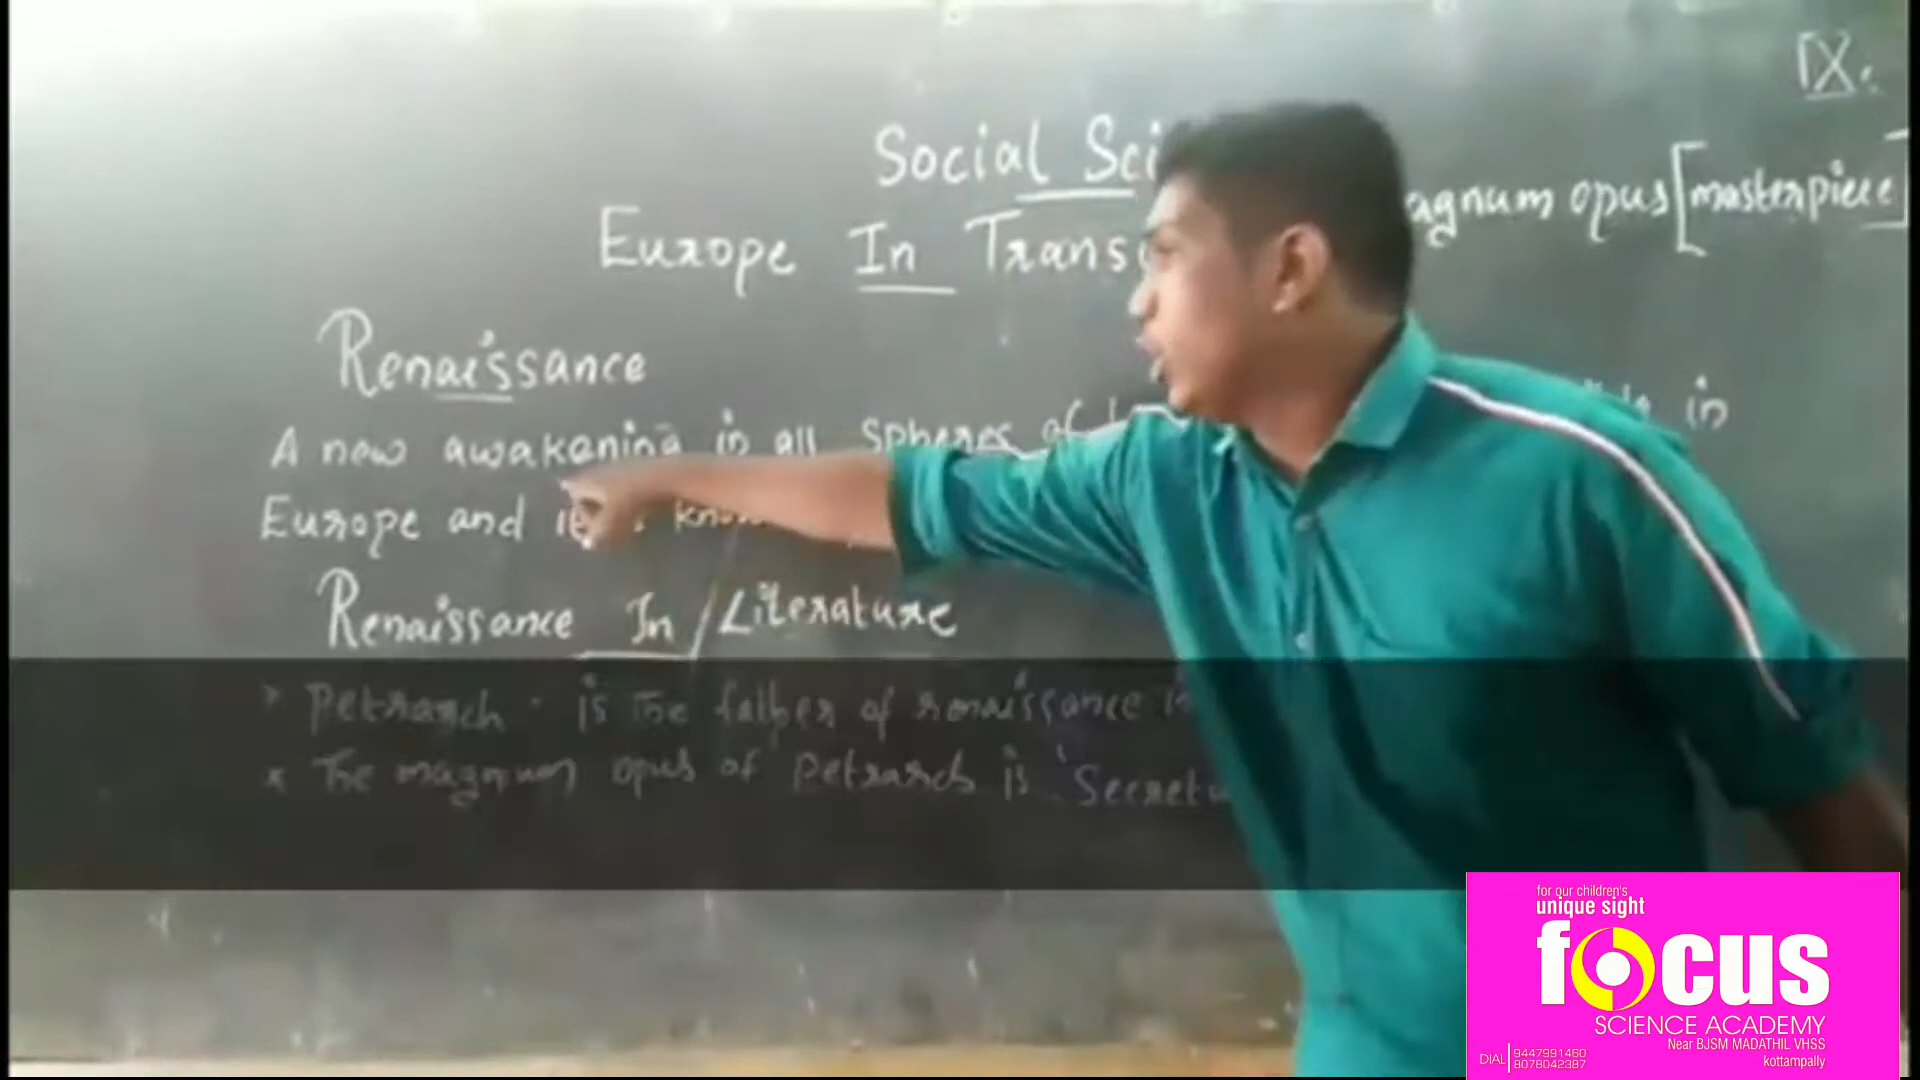 IX.
Social Sci
agnum opus [masterpiece]
Europe In Trans
Renaissance
A new awakening in all spheres of in
Europe and
Renaissance In Literature
Petrarch - is the father of renaissance
* The magnum opus of Petrarch is 'Secretu
for our children's
unique sight
focus
SCIENCE ACADEMY
Near BJSM MADATHIL VHSS
kottampally
DIAL
9447991460
8078042387